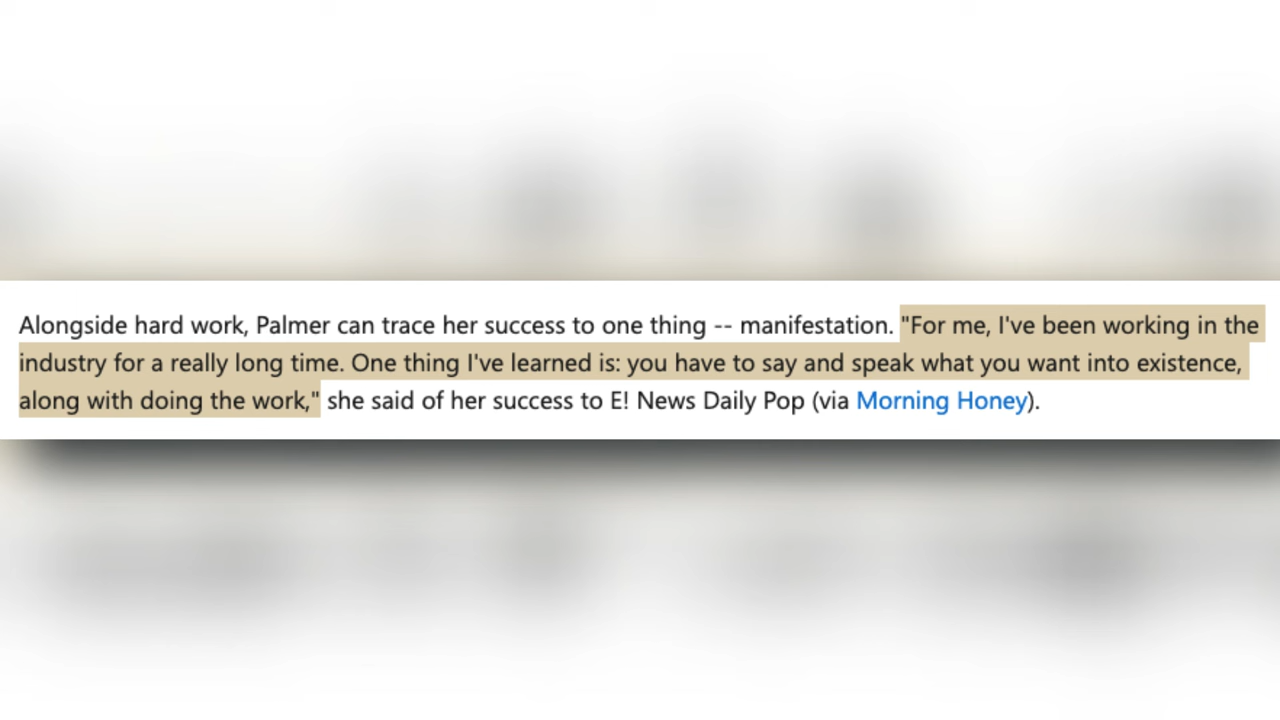 Alongside hard work, Palmer can trace her success to one thing -- manifestation. "For me, I've been working in the
industry for a really long time. One thing I've learned is: you have to say and speak what you want into existence,
along with doing the work," she said of her success to E! News Daily Pop (via Morning Honey).